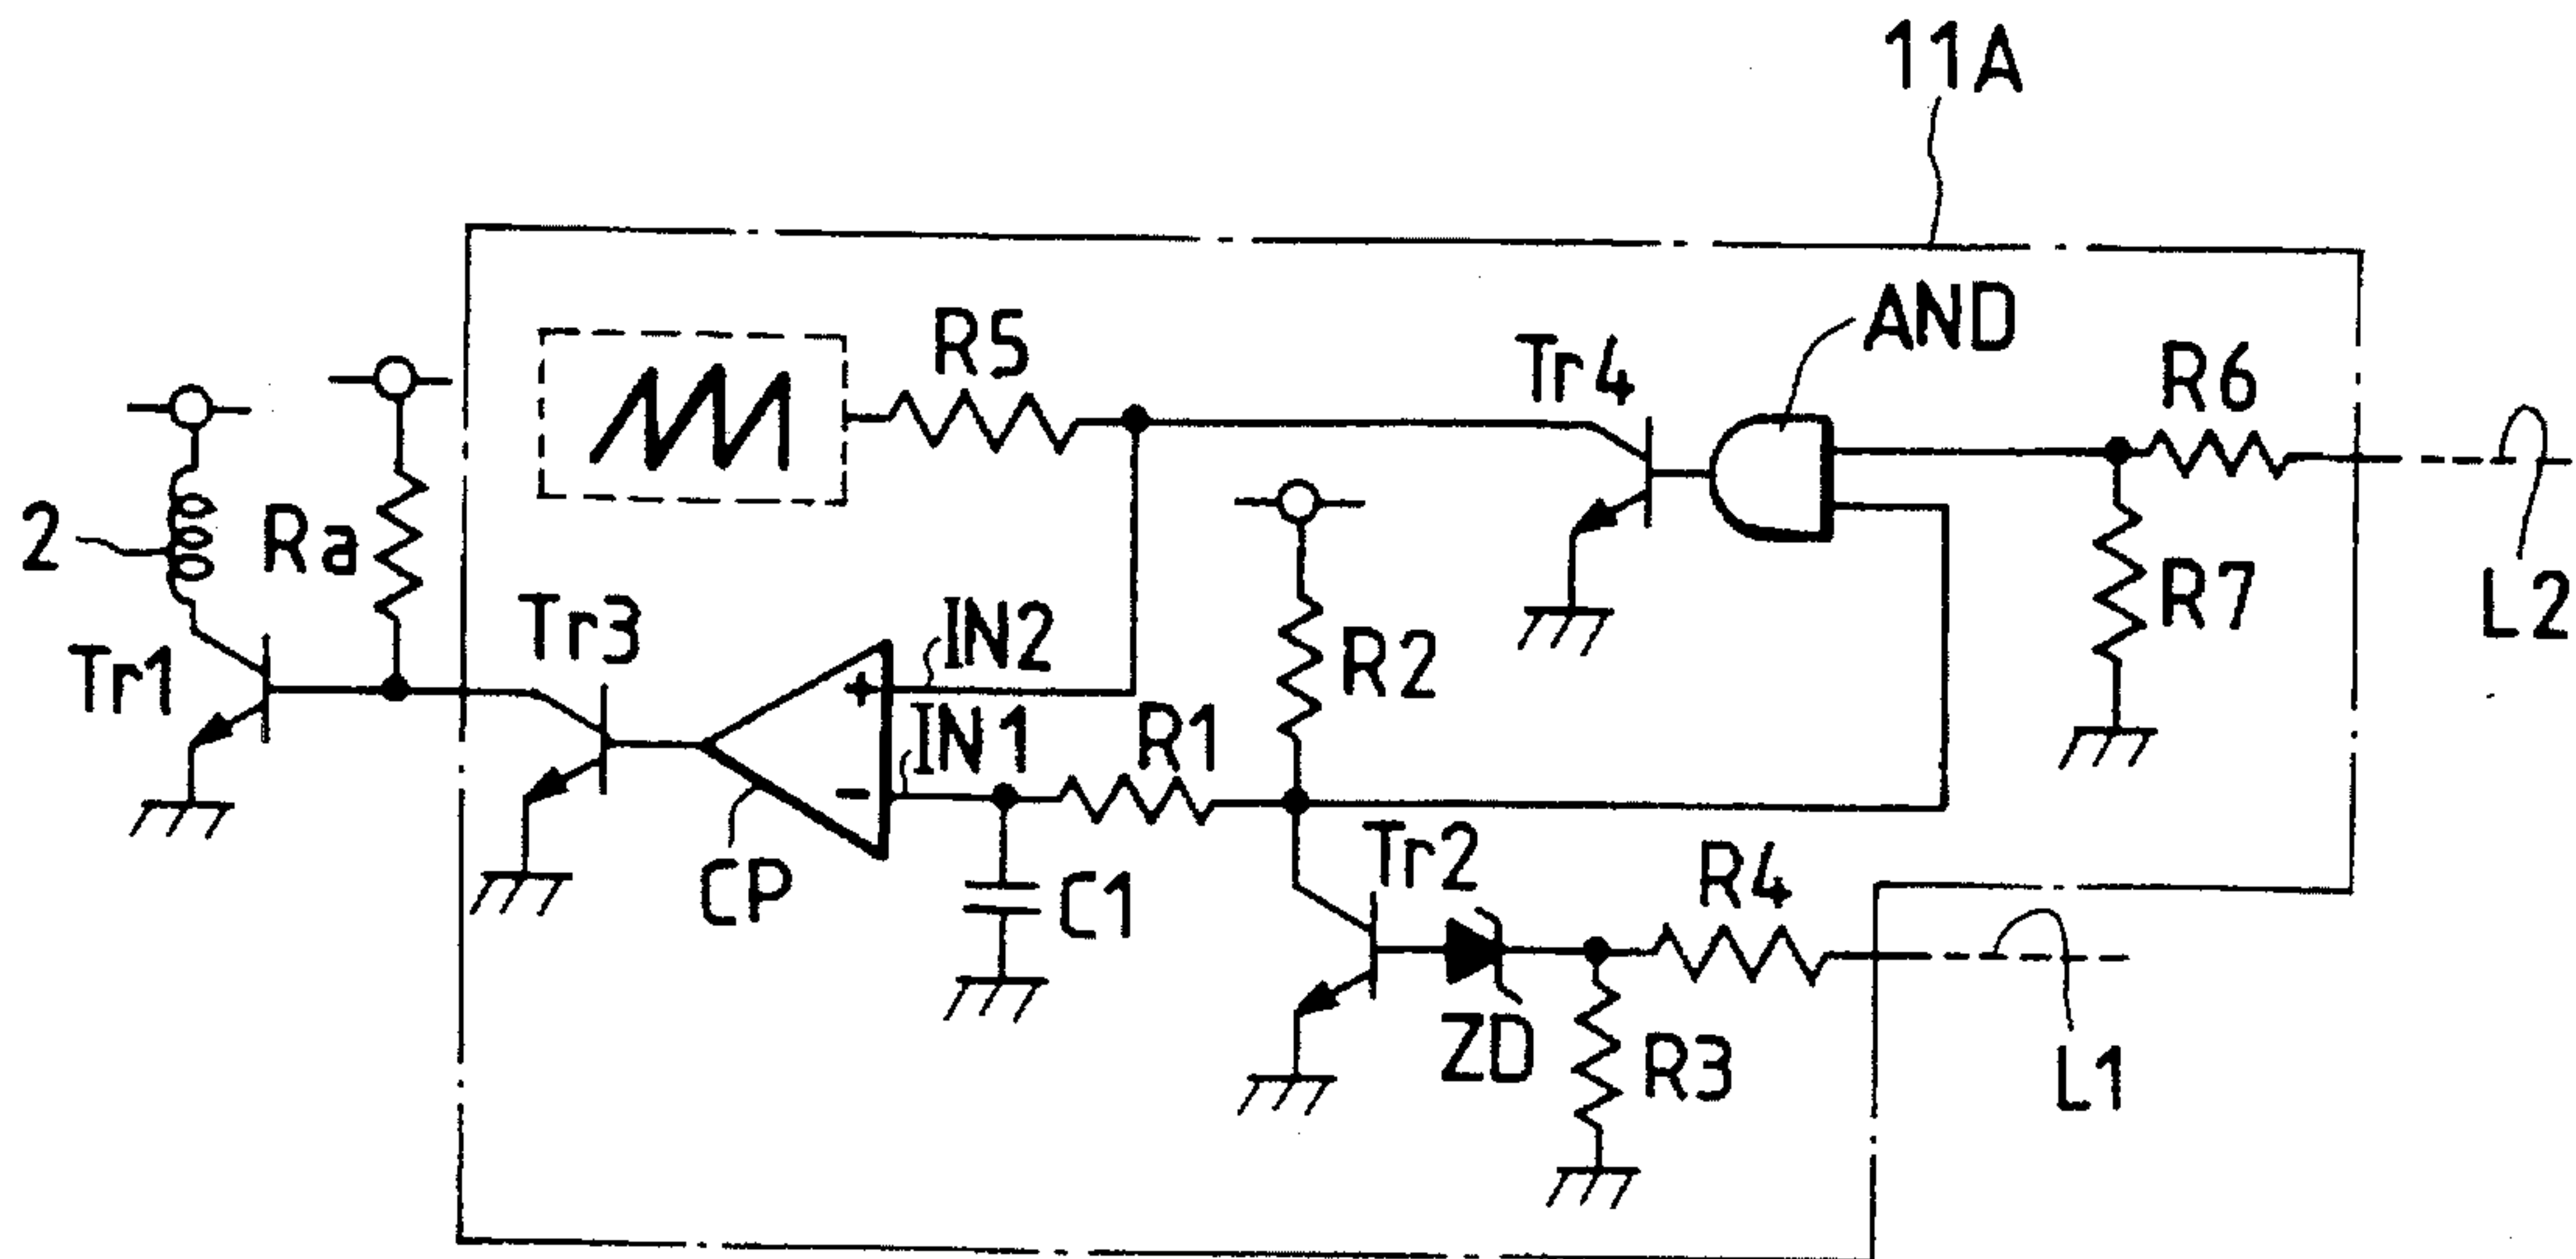 11A
R5
Tr4
AND
R6
2
Ra
Tr3
IN2
R2
R7
L2
Tr1
+
IN1
R1
-
CP
C1
Tr2
R4
ZD
R3
L1